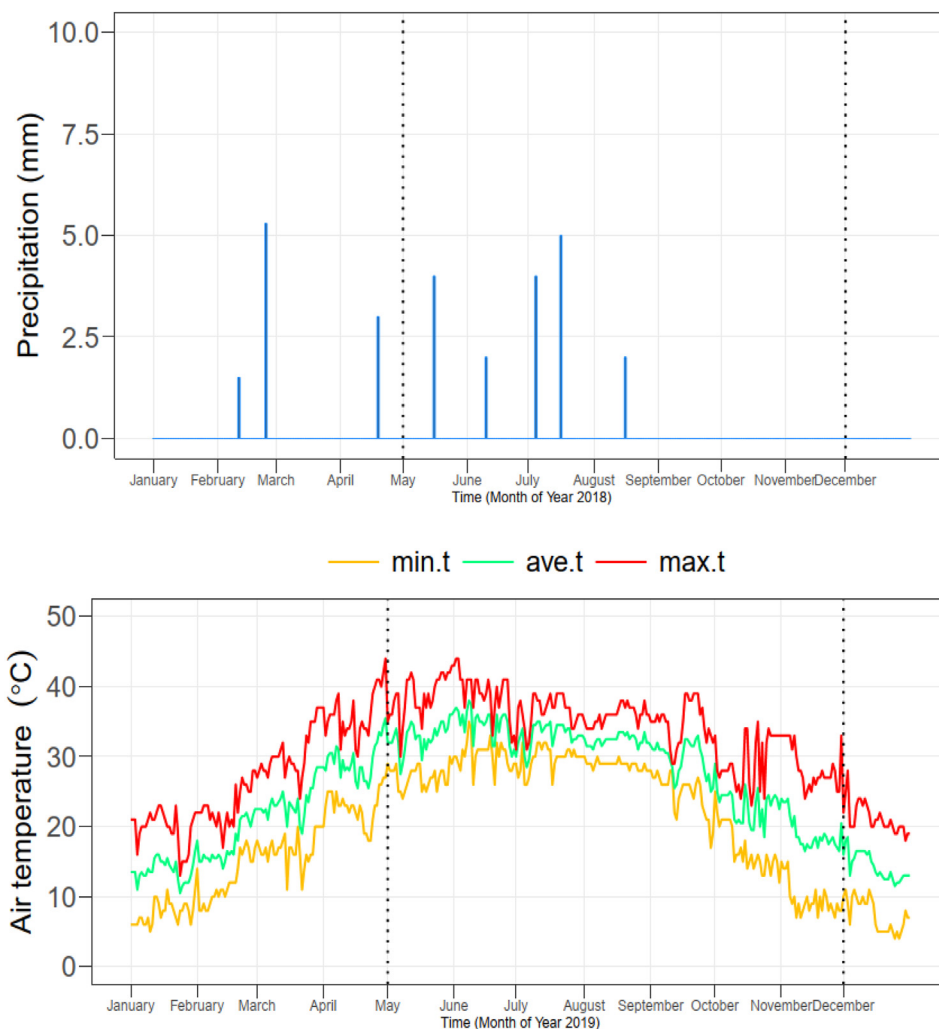 10.0
7.5
5.0
2.5
0.0
Precipitation (mm)
January February March April May June July August September October November December
Time (Month of Year 2018)
min.t ave.t max.t
50
40
30
20
10
0
Air temperature (°C)
January February March April May June July August September October November December
Time (Month of Year 2019)